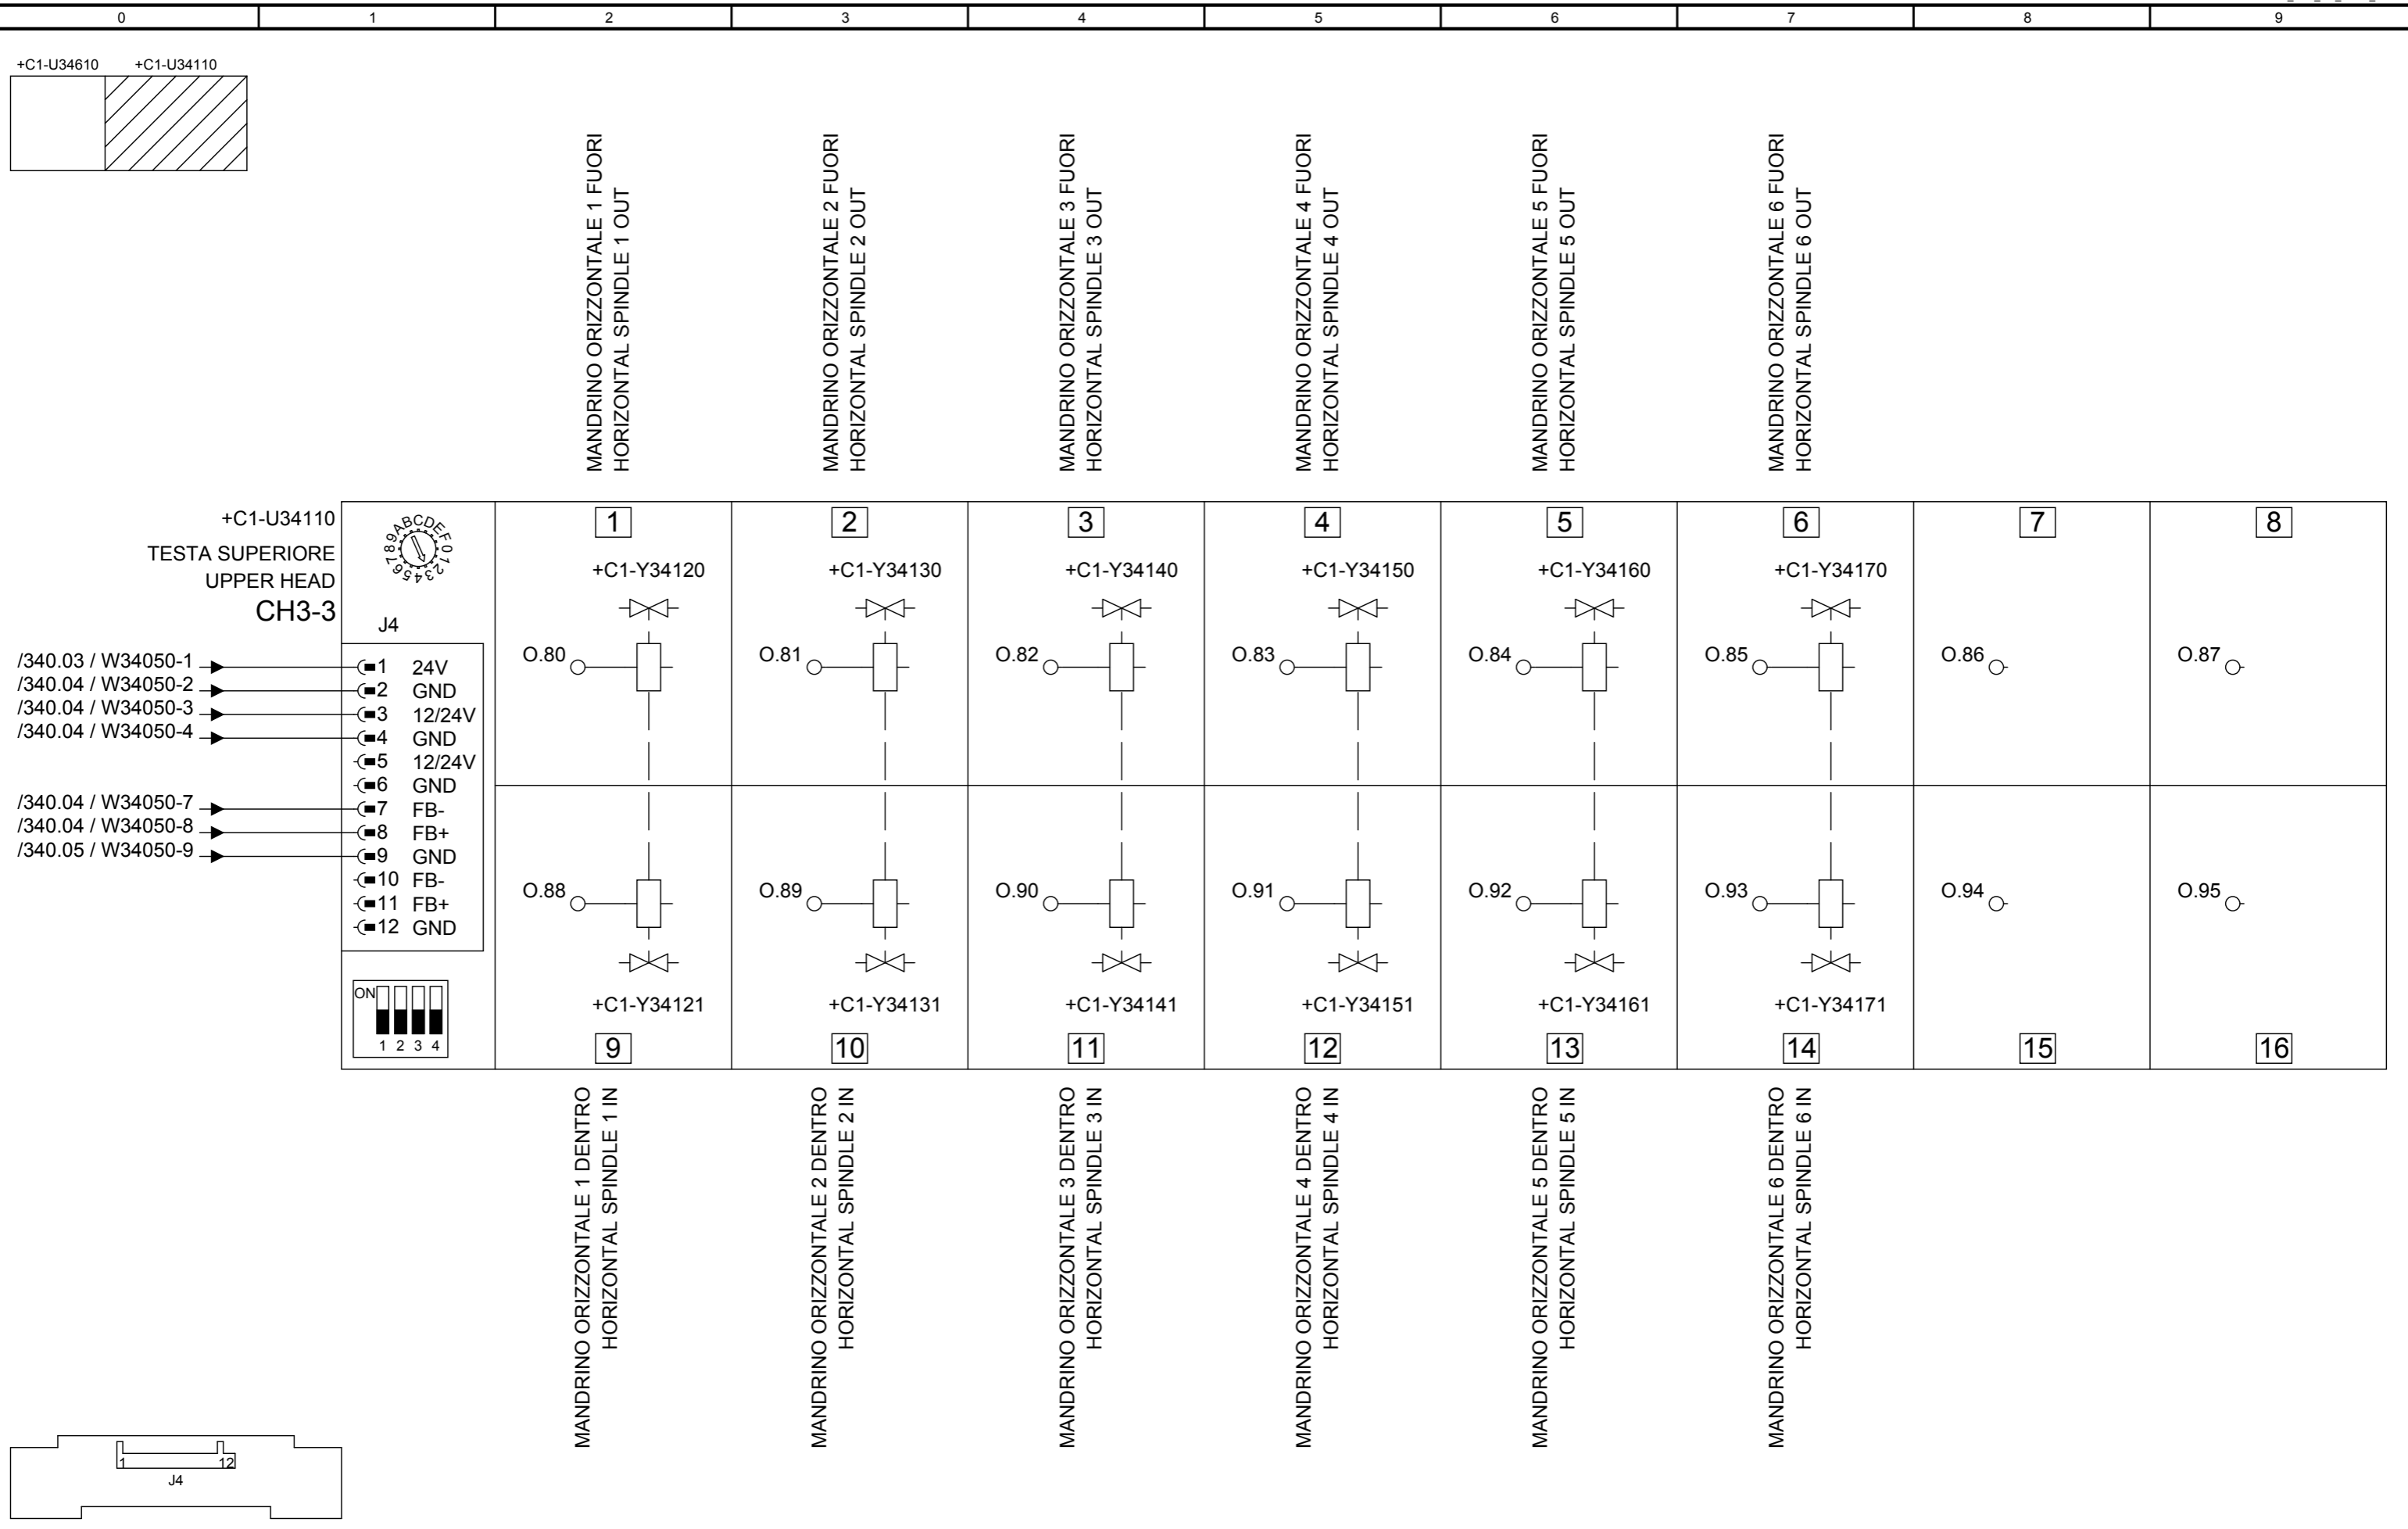 0 1 2 3 4 5 6 7 8 9
+C1-U34610 +C1-U34110
MANDRINO ORIZZONTALE 1 FUORI
HORIZONTAL SPINDLE 1 OUT
MANDRINO ORIZZONTALE 2 FUORI
HORIZONTAL SPINDLE 2 OUT
MANDRINO ORIZZONTALE 3 FUORI
HORIZONTAL SPINDLE 3 OUT
MANDRINO ORIZZONTALE 4 FUORI
HORIZONTAL SPINDLE 4 OUT
MANDRINO ORIZZONTALE 5 FUORI
HORIZONTAL SPINDLE 5 OUT
MANDRINO ORIZZONTALE 6 FUORI
HORIZONTAL SPINDLE 6 OUT
+C1-U34110
TESTA SUPERIORE
UPPER HEAD
CH3-3
0123456789ABCDEF
J4
/340.03 / W34050-1
/340.04 / W34050-2
/340.04 / W34050-3
/340.04 / W34050-4
/340.04 / W34050-7
/340.04 / W34050-8
/340.05 / W34050-9
1 24V
2 GND
3 12/24V
4 GND
5 12/24V
6 GND
7 FB-
8 FB+
9 GND
10 FB-
11 FB+
12 GND
ON
1 2 3 4
1 2 3 4 5 6 7 8
+C1-Y34120 +C1-Y34130 +C1-Y34140 +C1-Y34150 +C1-Y34160 +C1-Y34170
O.80 O.81 O.82 O.83 O.84 O.85 O.86 O.87
O.88 O.89 O.90 O.91 O.92 O.93 O.94 O.95
+C1-Y34121 +C1-Y34131 +C1-Y34141 +C1-Y34151 +C1-Y34161 +C1-Y34171
9 10 11 12 13 14 15 16
MANDRINO ORIZZONTALE 1 DENTRO
HORIZONTAL SPINDLE 1 IN
MANDRINO ORIZZONTALE 2 DENTRO
HORIZONTAL SPINDLE 2 IN
MANDRINO ORIZZONTALE 3 DENTRO
HORIZONTAL SPINDLE 3 IN
MANDRINO ORIZZONTALE 4 DENTRO
HORIZONTAL SPINDLE 4 IN
MANDRINO ORIZZONTALE 5 DENTRO
HORIZONTAL SPINDLE 5 IN
MANDRINO ORIZZONTALE 6 DENTRO
HORIZONTAL SPINDLE 6 IN
1 12
J4